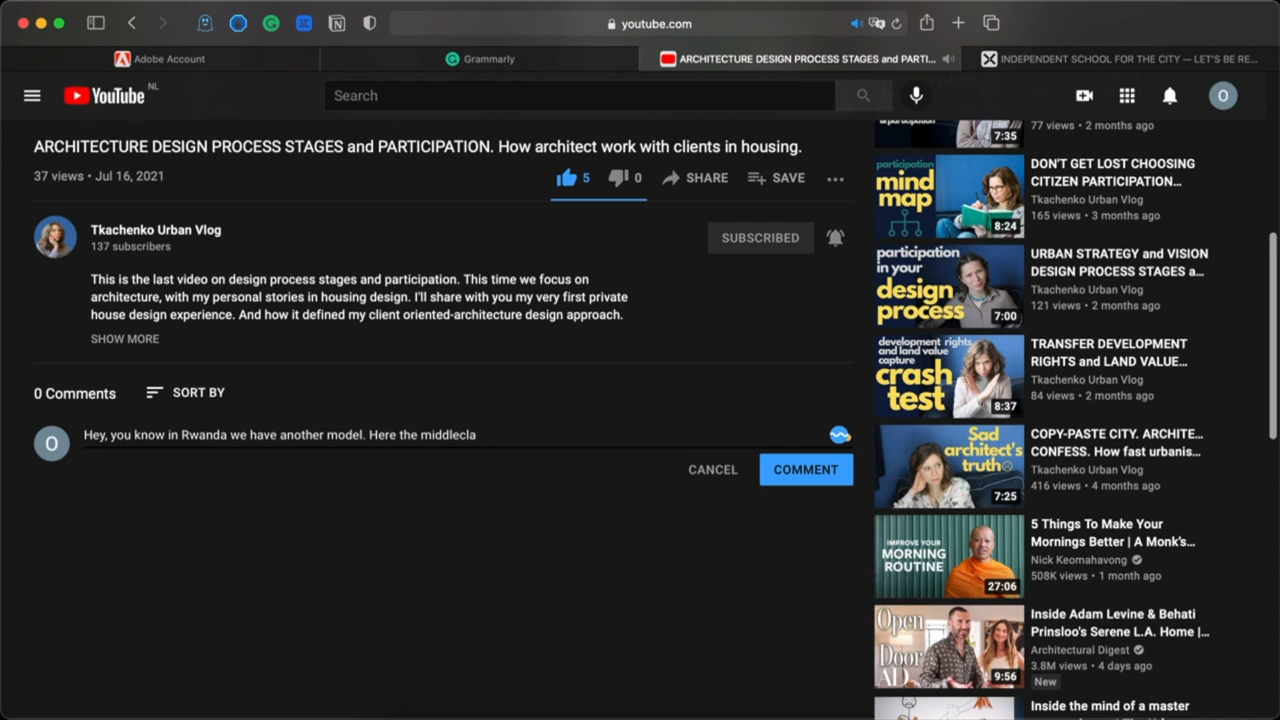 youtube.com
Adobe Account
Grammarly
ARCHITECTURE DESIGN PROCESS STAGES and PARTI...
INDEPENDENT SCHOOL FOR THE CITY — LET'S BE RE...
YouTube NL
Search
O
ARCHITECTURE DESIGN PROCESS STAGES and PARTICIPATION. How architect work with clients in housing.
37 views • Jul 16, 2021
5
0
SHARE
SAVE
Tkachenko Urban Vlog
137 subscribers
SUBSCRIBED
This is the last video on design process stages and participation. This time we focus on
architecture, with my personal stories in housing design. I'll share with you my very first private
house design experience. And how it defined my client oriented-architecture design approach.
SHOW MORE
0 Comments
SORT BY
O
Hey, you know in Rwanda we have another model. Here the middlecla
CANCEL
COMMENT
7:35
77 views • 2 months ago
participation
mind
map
8:24
DON'T GET LOST CHOOSING
CITIZEN PARTICIPATION...
Tkachenko Urban Vlog
165 views • 3 months ago
participation
in your
design
process
7:00
URBAN STRATEGY and VISION
DESIGN PROCESS STAGES a...
Tkachenko Urban Vlog
121 views • 2 months ago
development rights
and land value
capture
crash
test
8:37
TRANSFER DEVELOPMENT
RIGHTS and LAND VALUE...
Tkachenko Urban Vlog
84 views • 2 months ago
Sad
architect's
truth
7:25
COPY-PASTE CITY. ARCHITE...
CONFESS. How fast urbanis...
Tkachenko Urban Vlog
416 views • 4 months ago
IMPROVE YOUR
MORNING
ROUTINE
27:06
5 Things To Make Your
Mornings Better | A Monk's...
Nick Keomahavong
508K views • 1 month ago
Open
Door
AD
9:56
Inside Adam Levine & Behati
Prinsloo's Serene L.A. Home |...
Architectural Digest
3.8M views • 4 days ago
New
Inside the mind of a master